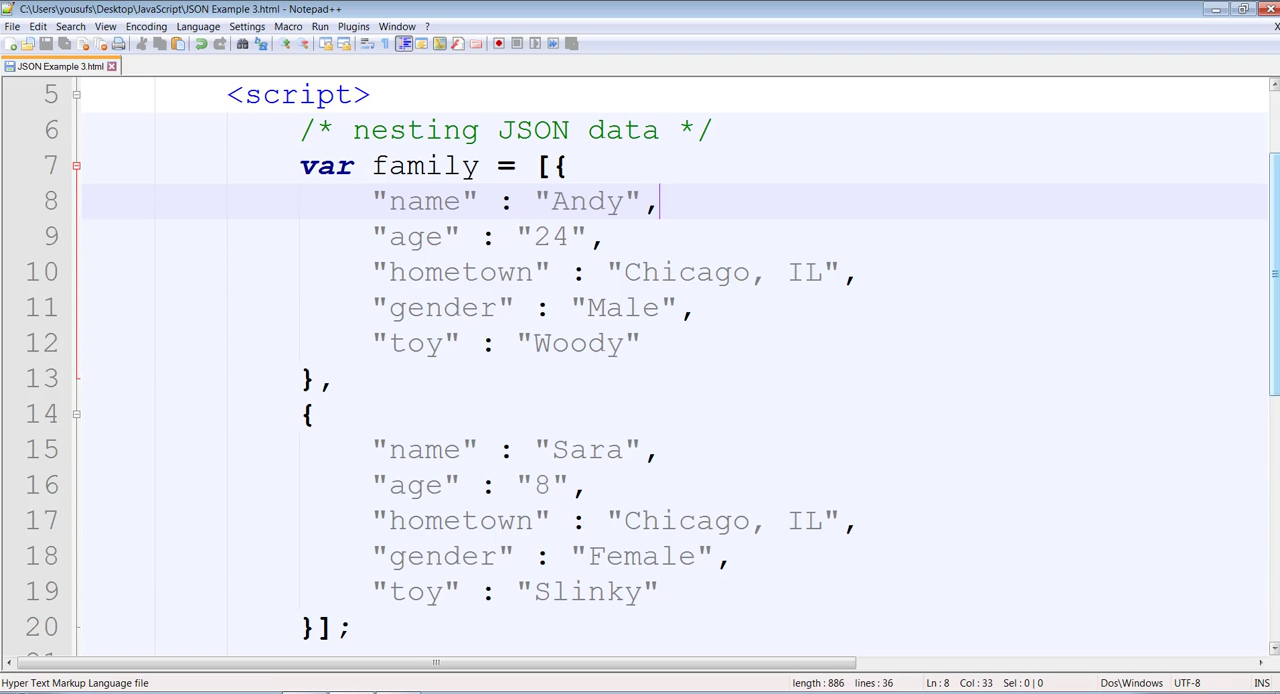 C:\Users\yousufs\Desktop\JavaScript\JSON Example 3.html - Notepad++
File Edit Search View Encoding Language Settings Macro Run Plugins Window ? X
JSON Example 3.html
5 <script>
6 /* nesting JSON data */
7 var family = [{
8 "name" : "Andy",
9 "age" : "24",
10 "hometown" : "Chicago, IL",
11 "gender" : "Male",
12 "toy" : "Woody"
13 },
14 {
15 "name" : "Sara",
16 "age" : "8",
17 "hometown" : "Chicago, IL",
18 "gender" : "Female",
19 "toy" : "Slinky"
20 }];
Hyper Text Markup Language file length : 886 lines : 36 Ln : 8 Col : 33 Sel : 0 | 0 Dos\Windows UTF-8 INS